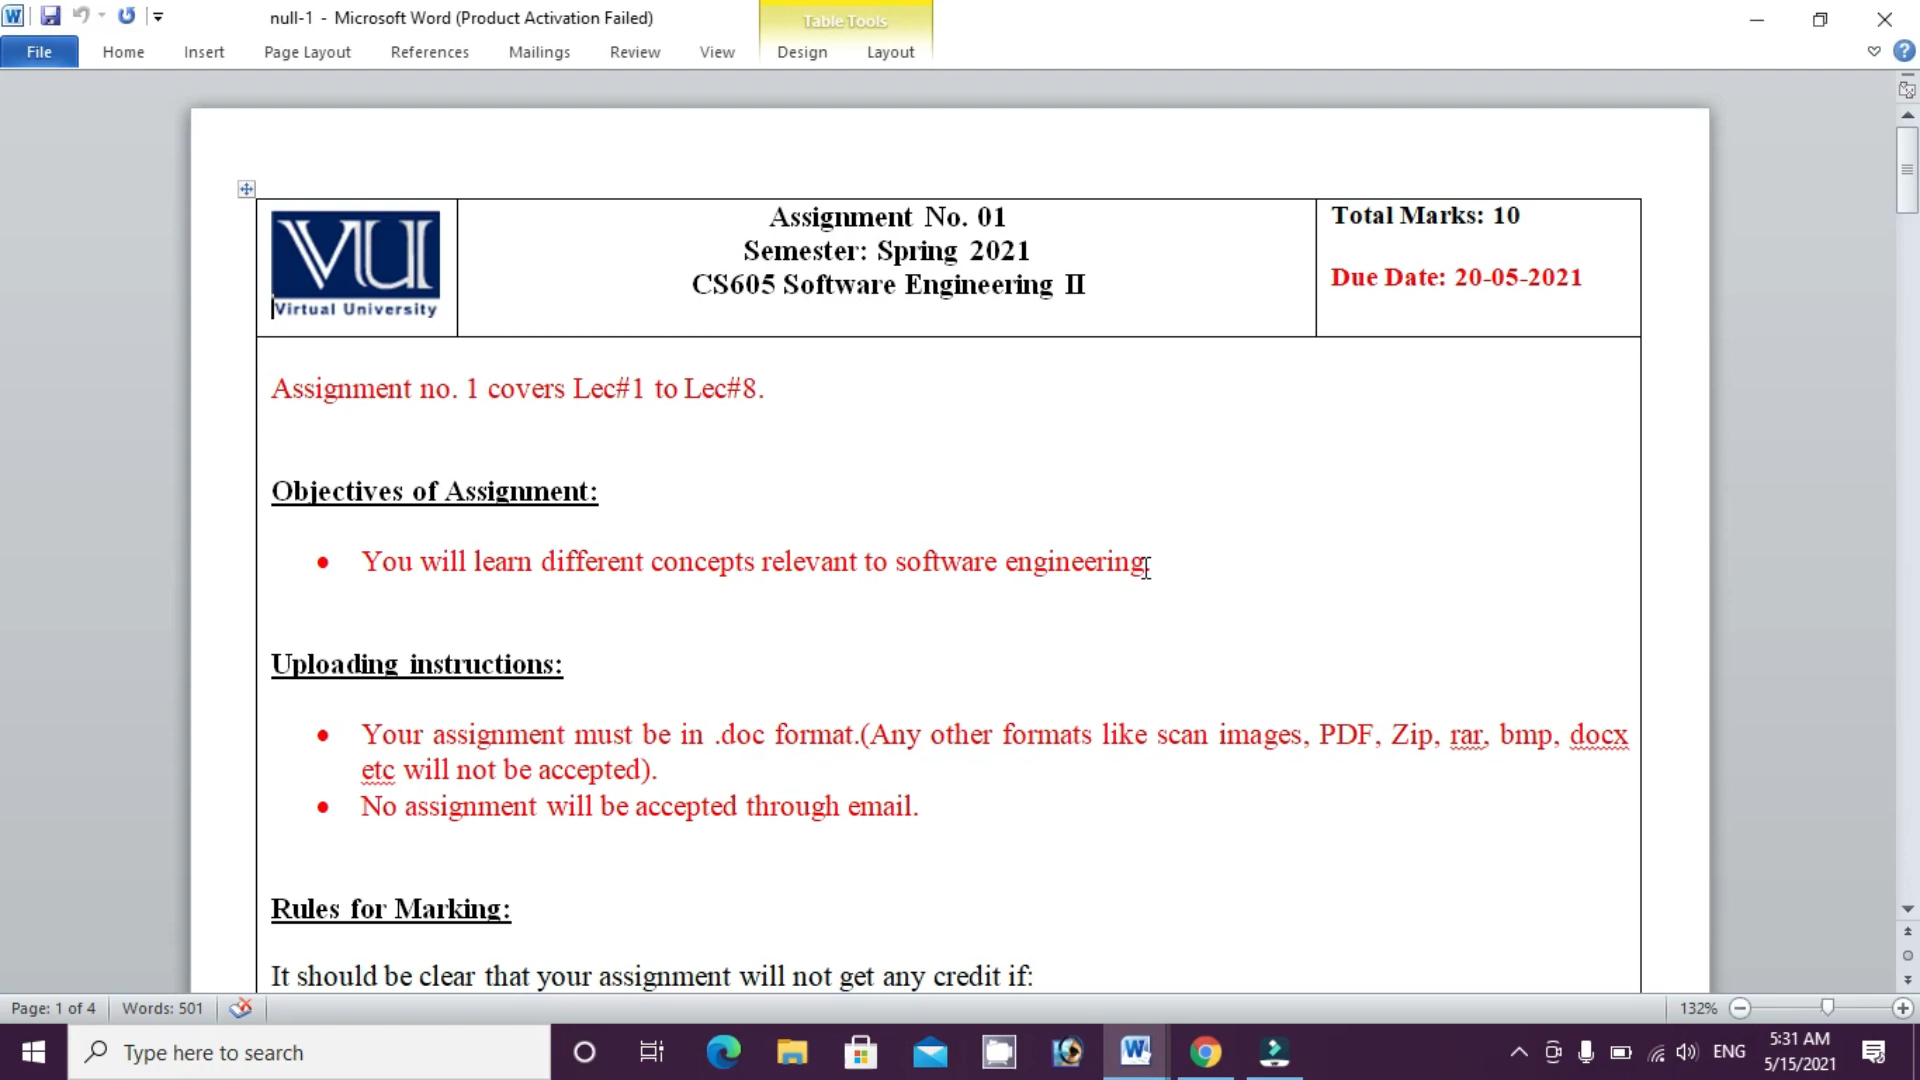 null-1 - Microsoft Word (Product Activation Failed)
Table Tools
File Home Insert Page Layout References Mailings Review View Design Layout
VU
Virtual University
Assignment No. 01
Semester: Spring 2021
CS605 Software Engineering II
Total Marks: 10
Due Date: 20-05-2021
Assignment no. 1 covers Lec#1 to Lec#8.
Objectives of Assignment:
• You will learn different concepts relevant to software engineering
Uploading instructions:
• Your assignment must be in .doc format.(Any other formats like scan images, PDF, Zip, rar, bmp, docx
etc will not be accepted).
• No assignment will be accepted through email.
Rules for Marking:
It should be clear that your assignment will not get any credit if:
Page: 1 of 4 Words: 501 132%
Type here to search
ENG
5:31 AM
5/15/2021